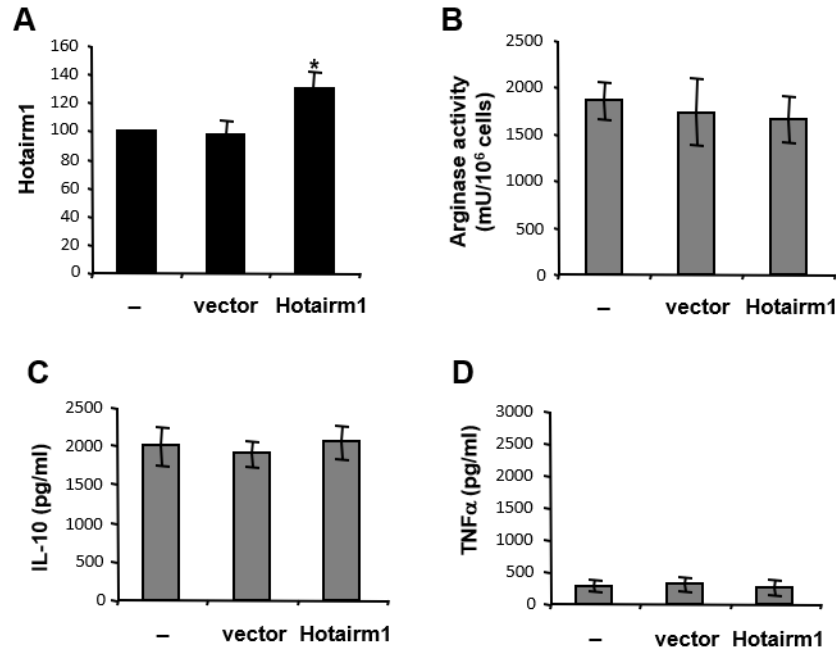 A
160
140
120
100
80
60
40
20
0
Hotairm1
*
– vector Hotairm1
B
2500
2000
1500
1000
500
0
Arginase activity
(mU/10⁶ cells)
– vector Hotairm1
C
2500
2000
1500
1000
500
0
IL-10 (pg/ml)
– vector Hotairm1
D
3000
2500
2000
1500
1000
500
0
TNFα (pg/ml)
– vector Hotairm1